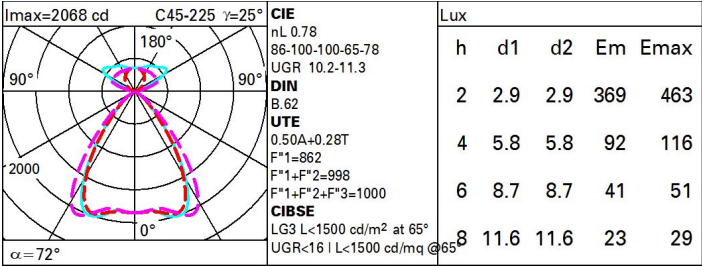 Imax=2068 cd C45-225 γ=25°
180°
90° 90°
2000
0°
α=72°
CIE
nL 0.78
86-100-100-65-78
UGR 10.2-11.3
DIN
B.62
UTE
0.50A+0.28T
F"1=862
F"1+F"2=998
F"1+F"2+F"3=1000
CIBSE
LG3 L<1500 cd/m² at 65°
UGR<16 | L<1500 cd/mq @65°
Lux
h d1 d2 Em Emax
2 2.9 2.9 369 463
4 5.8 5.8 92 116
6 8.7 8.7 41 51
8 11.6 11.6 23 29